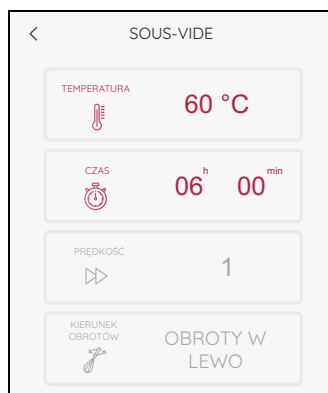 SOUS-VIDE
TEMPERATURA
60 °C
CZAS
06 h 00 min
PRĘDKOŚĆ
1
KIERUNEK
OBROTÓW
OBROTY W
LEWO